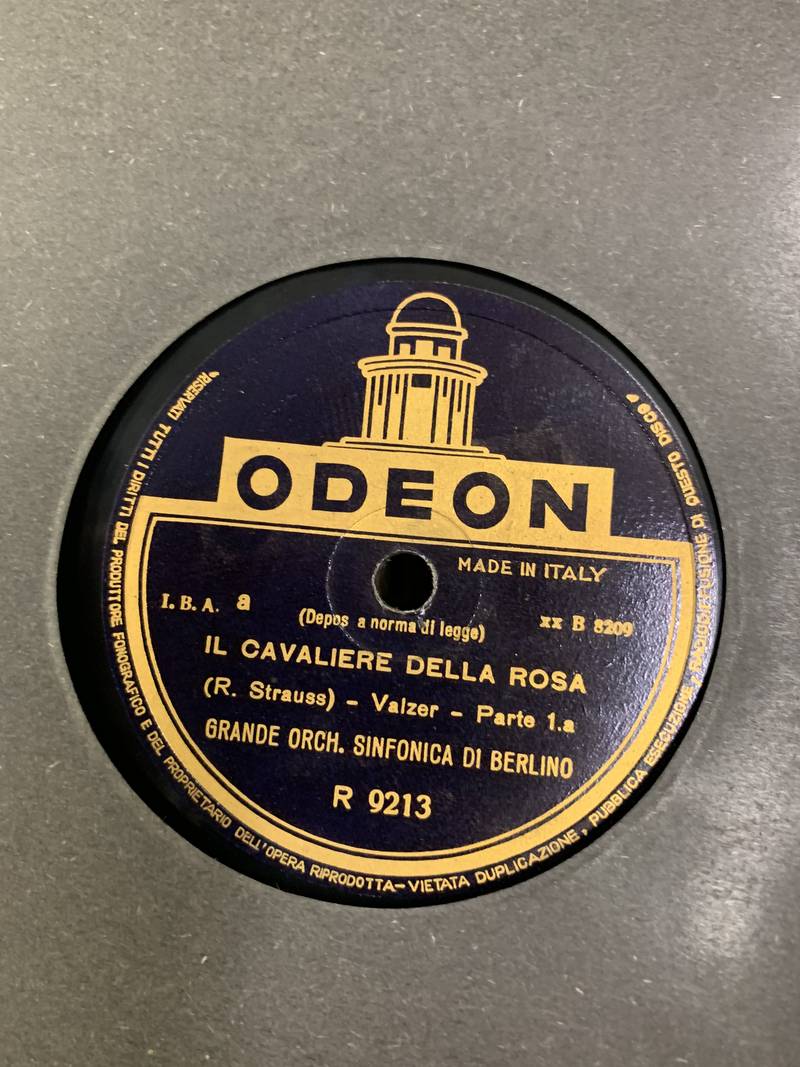 ODEON
MADE IN ITALY
I.B.A. a
xx B 8209
(Depos a norma di legge)
IL CAVALIERE DELLA ROSA
(R. Strauss) - Valzer - Parte 1.a
GRANDE ORCH. SINFONICA DI BERLINO
R 9213
"RISERVATI TUTTI I DIRITTI DEL PRODUTTORE FONOGRAFICO E DEL PROPRIETARIO DELL'OPERA RIPRODOTTA-VIETATA DUPLICAZIONE, PUBBLICA ESECUZIONE, RADIODIFFUSIONE DI QUESTO DISCO"